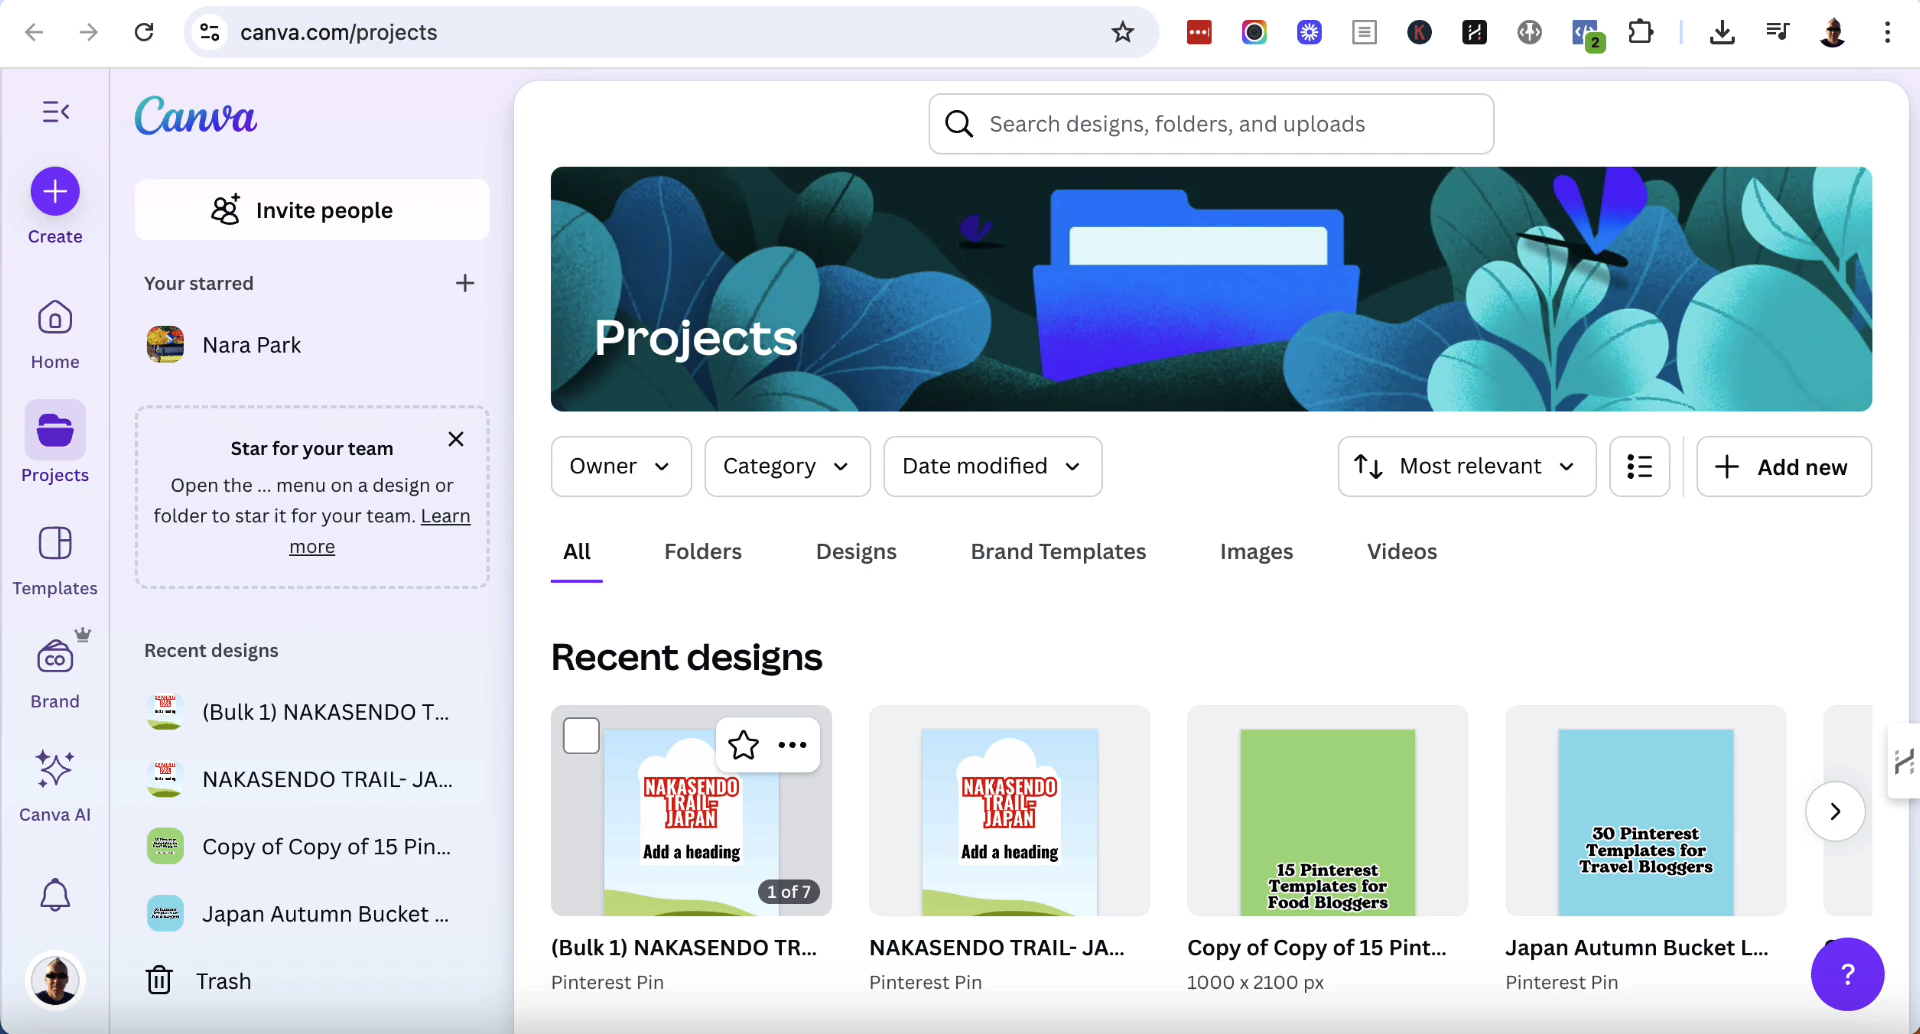 canva.com/projects
2
Canva
Create
Invite people
Your starred
Home
Nara Park
Projects
Star for your team
Open the ... menu on a design or
folder to star it for your team. Learn
more
Templates
Brand
Recent designs
(Bulk 1) NAKASENDO T...
NAKASENDO TRAIL- JA...
Canva AI
Copy of Copy of 15 Pin...
Japan Autumn Bucket ...
Trash
Search designs, folders, and uploads
Projects
Owner
Category
Date modified
Most relevant
Add new
All
Folders
Designs
Brand Templates
Images
Videos
Recent designs
NAKASENDO
TRAIL-
JAPAN
Add a heading
1 of 7
(Bulk 1) NAKASENDO TR...
Pinterest Pin
NAKASENDO
TRAIL-
JAPAN
Add a heading
NAKASENDO TRAIL- JA...
Pinterest Pin
15 Pinterest
Templates for
Food Bloggers
Copy of Copy of 15 Pint...
1000 x 2100 px
30 Pinterest
Templates for
Travel Bloggers
Japan Autumn Bucket L...
Pinterest Pin
?